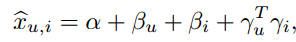 x̂_{u,i} = α + β_u + β_i + γ_u^T γ_i,